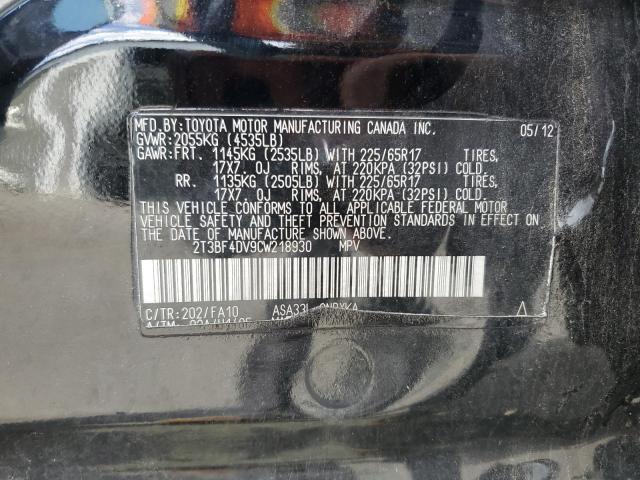 MFD.BY:TOYOTA MOTOR MANUFACTURING CANADA INC. 05/12
GVWR:2055KG (4535LB)
GAWR:FRT. 1145KG (2535LB) WITH 225/65R17 TIRES,
17X7. 0J RIMS, AT 220KPA (32PSI) COLD.
RR. 1135KG (2505LB) WITH 225/65R17 TIRES,
17X7. 0J RIMS, AT 220KPA (32PSI) COLD.
THIS VEHICLE CONFORMS TO ALL APPLICABLE FEDERAL MOTOR
VEHICLE SAFETY AND THEFT PREVENTION STANDARDS IN EFFECT ON
THE DATE OF MANUFACTURE SHOWN ABOVE.
2T3BF4DV9CW218930 MPV
C/TR:202/FA10